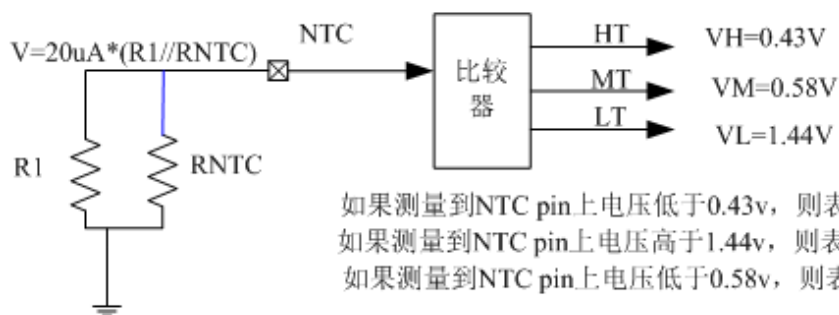 V=20uA*(R1//RNTC)
NTC
比较
器
HT
VH=0.43V
MT
VM=0.58V
LT
VL=1.44V
R1
RNTC
如果测量到NTC pin上电压低于0.43v，则表
如果测量到NTC pin上电压高于1.44v，则表
如果测量到NTC pin上电压低于0.58v，则表